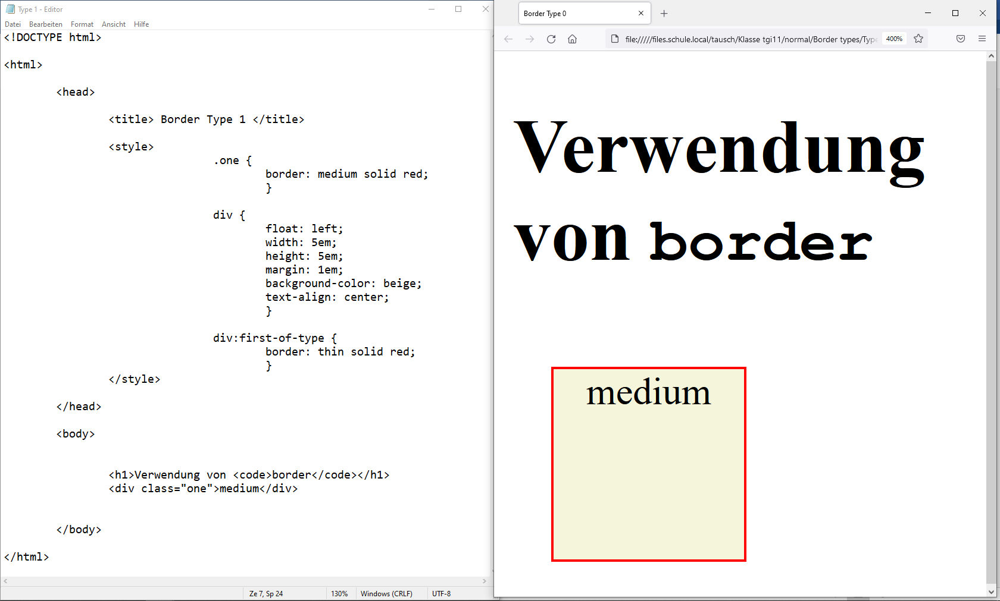 Type 1 - Editor
Datei Bearbeiten Format Ansicht Hilfe
<!DOCTYPE html>
<html>
<head>
<title> Border Type 1 </title>
<style>
.one {
border: medium solid red;
}
div {
float: left;
width: 5em;
height: 5em;
margin: 1em;
background-color: beige;
text-align: center;
}
div:first-of-type {
border: thin solid red;
}
</style>
</head>
<body>
<h1>Verwendung von <code>border</code></h1>
<div class="one">medium</div>
</body>
</html>
Ze 7, Sp 24 130% Windows (CRLF) UTF-8
Border Type 0
file://///files.schule.local/tausch/Klasse tgi11/normal/Border types/Type 400%
Verwendung
von border
medium